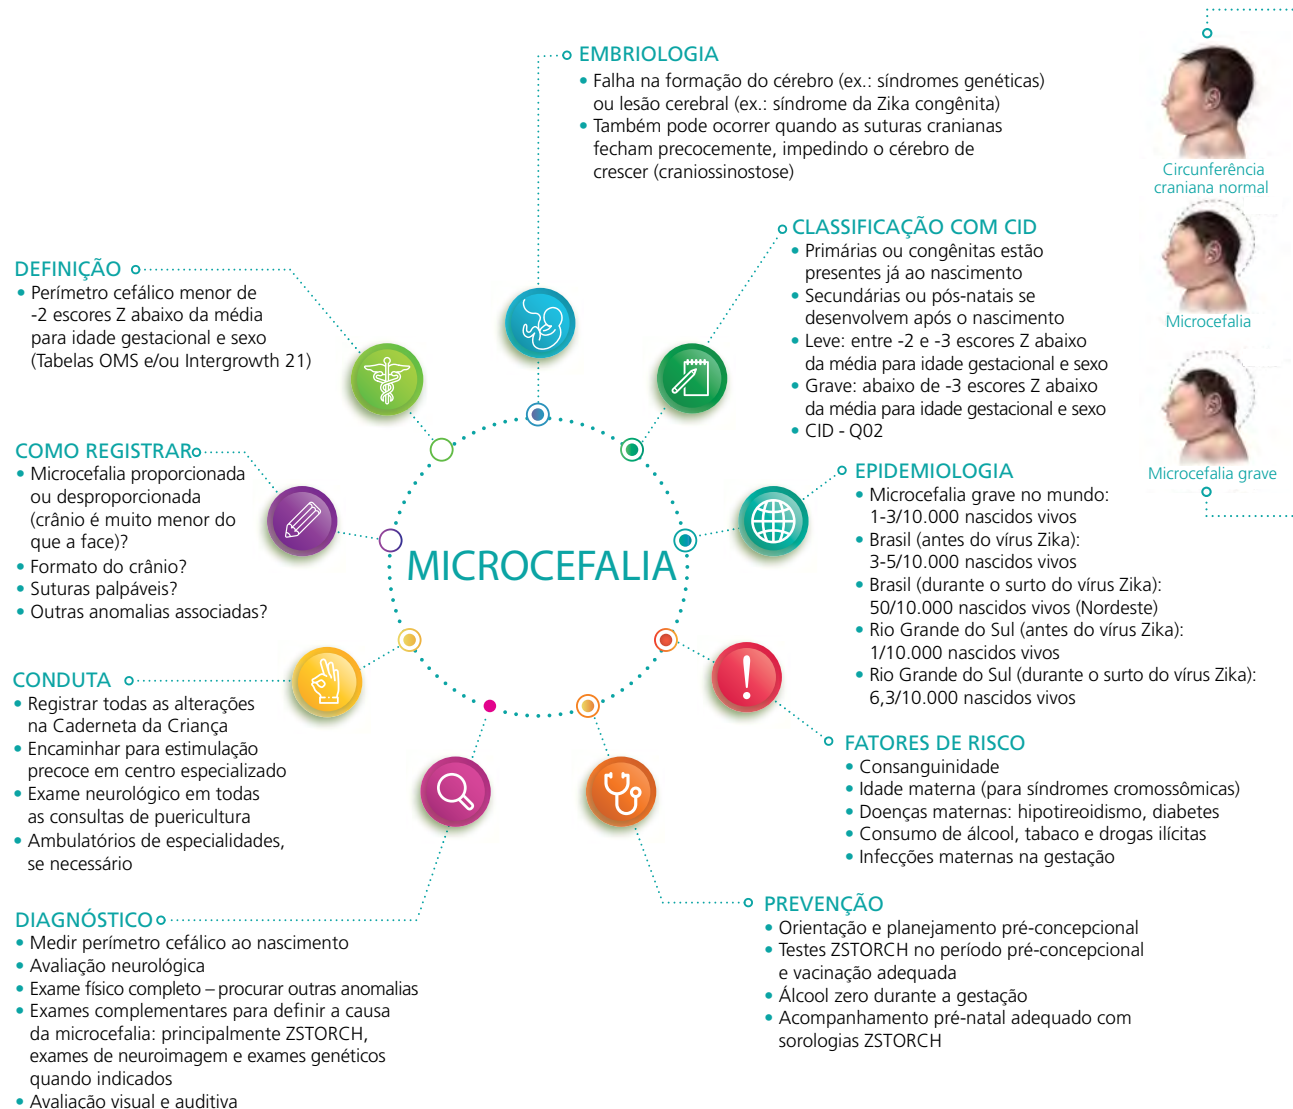 EMBRIOLOGIA
• Falha na formação do cérebro (ex.: síndromes genéticas)
ou lesão cerebral (ex.: síndrome da Zika congênita)
• Também pode ocorrer quando as suturas cranianas
fecham precocemente, impedindo o cérebro de
crescer (craniossinostose)
Circunferência
craniana normal
Microcefalia
Microcefalia grave
CLASSIFICAÇÃO COM CID
• Primárias ou congênitas estão
presentes já ao nascimento
• Secundárias ou pós-natais se
desenvolvem após o nascimento
• Leve: entre -2 e -3 escores Z abaixo
da média para idade gestacional e sexo
• Grave: abaixo de -3 escores Z abaixo
da média para idade gestacional e sexo
• CID - Q02
DEFINIÇÃO
• Perímetro cefálico menor de
-2 escores Z abaixo da média
para idade gestacional e sexo
(Tabelas OMS e/ou Intergrowth 21)
COMO REGISTRAR
• Microcefalia proporcionada
ou desproporcionada
(crânio é muito menor do
que a face)?
• Formato do crânio?
• Suturas palpáveis?
• Outras anomalias associadas?
MICROCEFALIA
EPIDEMIOLOGIA
• Microcefalia grave no mundo:
1-3/10.000 nascidos vivos
• Brasil (antes do vírus Zika):
3-5/10.000 nascidos vivos
• Brasil (durante o surto do vírus Zika):
50/10.000 nascidos vivos (Nordeste)
• Rio Grande do Sul (antes do vírus Zika):
1/10.000 nascidos vivos
• Rio Grande do Sul (durante o surto do vírus Zika):
6,3/10.000 nascidos vivos
CONDUTA
• Registrar todas as alterações
na Caderneta da Criança
• Encaminhar para estimulação
precoce em centro especializado
• Exame neurológico em todas
as consultas de puericultura
• Ambulatórios de especialidades,
se necessário
FATORES DE RISCO
• Consanguinidade
• Idade materna (para síndromes cromossômicas)
• Doenças maternas: hipotireoidismo, diabetes
• Consumo de álcool, tabaco e drogas ilícitas
• Infecções maternas na gestação
DIAGNÓSTICO
• Medir perímetro cefálico ao nascimento
• Avaliação neurológica
• Exame físico completo – procurar outras anomalias
• Exames complementares para definir a causa
da microcefalia: principalmente ZSTORCH,
exames de neuroimagem e exames genéticos
quando indicados
• Avaliação visual e auditiva
PREVENÇÃO
• Orientação e planejamento pré-concepcional
• Testes ZSTORCH no período pré-concepcional
e vacinação adequada
• Álcool zero durante a gestação
• Acompanhamento pré-natal adequado com
sorologias ZSTORCH